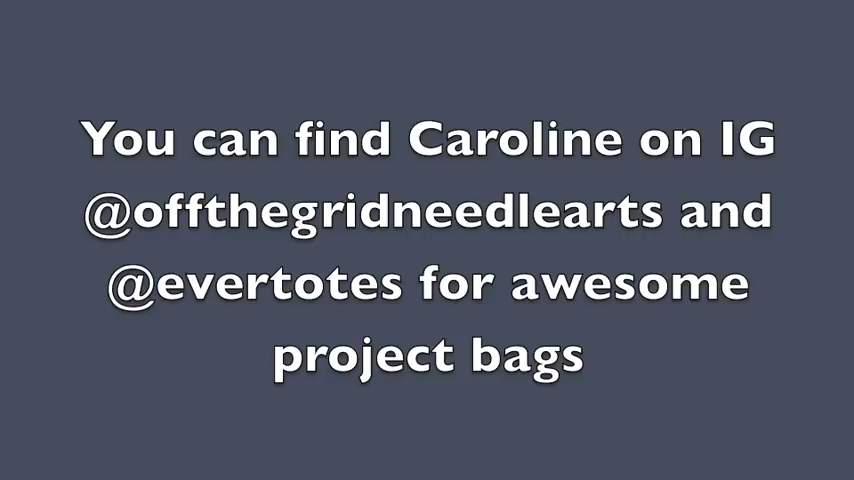 You can find Caroline on IG
@offthegridneedlearts and
@evertotes for awesome
project bags